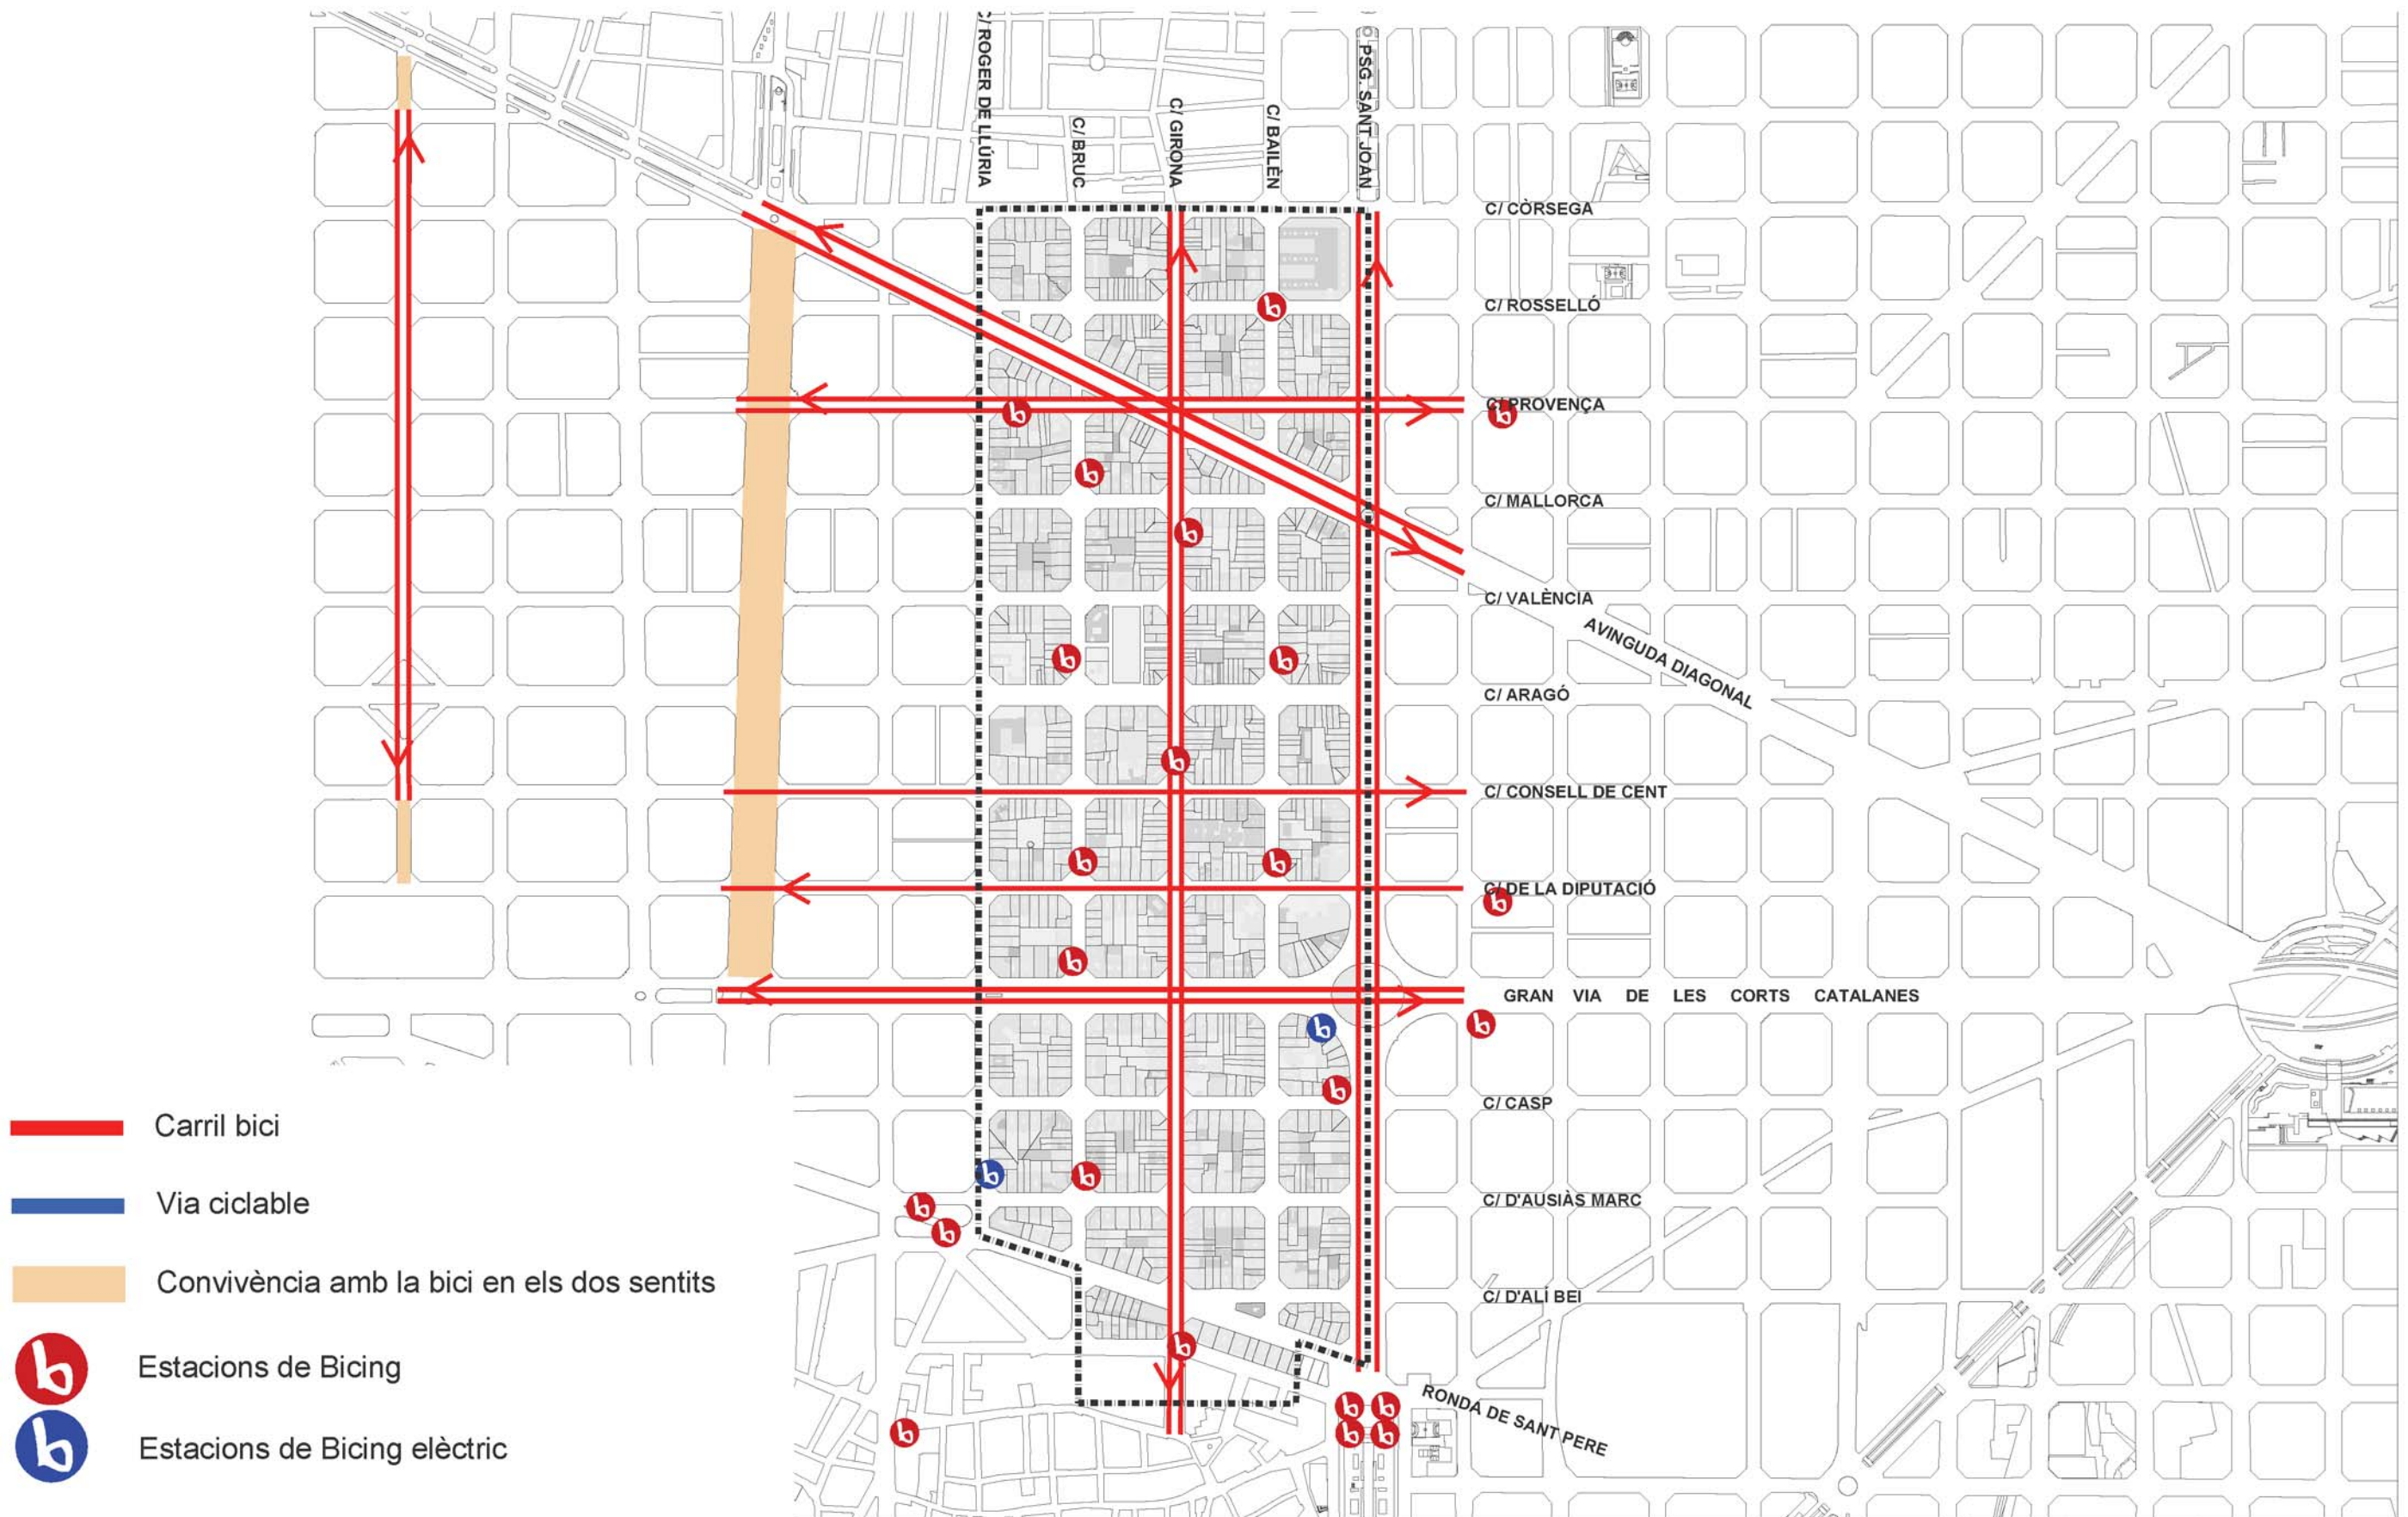 C/ ROGER DE LLÚRIA
C/ BRUC
C/ GIRONA
C/ BAILÈN
PSG. SANT JOAN
C/ CÒRSEGA
C/ ROSSELLÓ
C/ PROVENÇA
C/ MALLORCA
C/ VALÈNCIA
AVINGUDA DIAGONAL
C/ ARAGÓ
C/ CONSELL DE CENT
C/ DE LA DIPUTACIÓ
GRAN VIA DE LES CORTS CATALANES
C/ CASP
C/ D'AUSIÀS MARC
C/ D'ALÍ BEI
RONDA DE SANT PERE
Carril bici
Via ciclable
Convivència amb la bici en els dos sentits
Estacions de Bicing
Estacions de Bicing elèctric